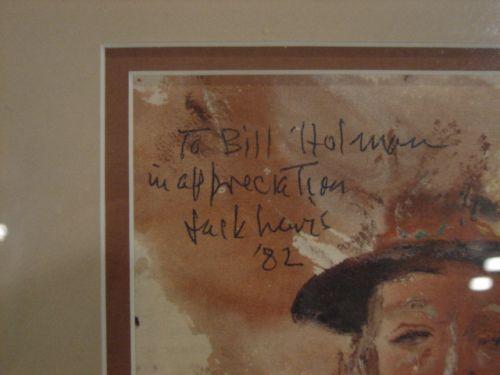 To Bill Holman
in appreciation
Jack Lewis
'82